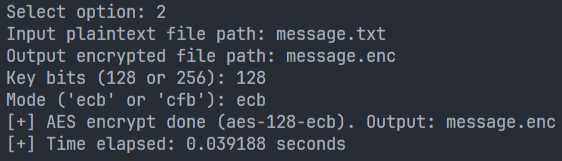 Select option: 2
Input plaintext file path: message.txt
Output encrypted file path: message.enc
Key bits (128 or 256): 128
Mode ('ecb' or 'cfb'): ecb
[+] AES encrypt done (aes-128-ecb). Output: message.enc
[+] Time elapsed: 0.039188 seconds